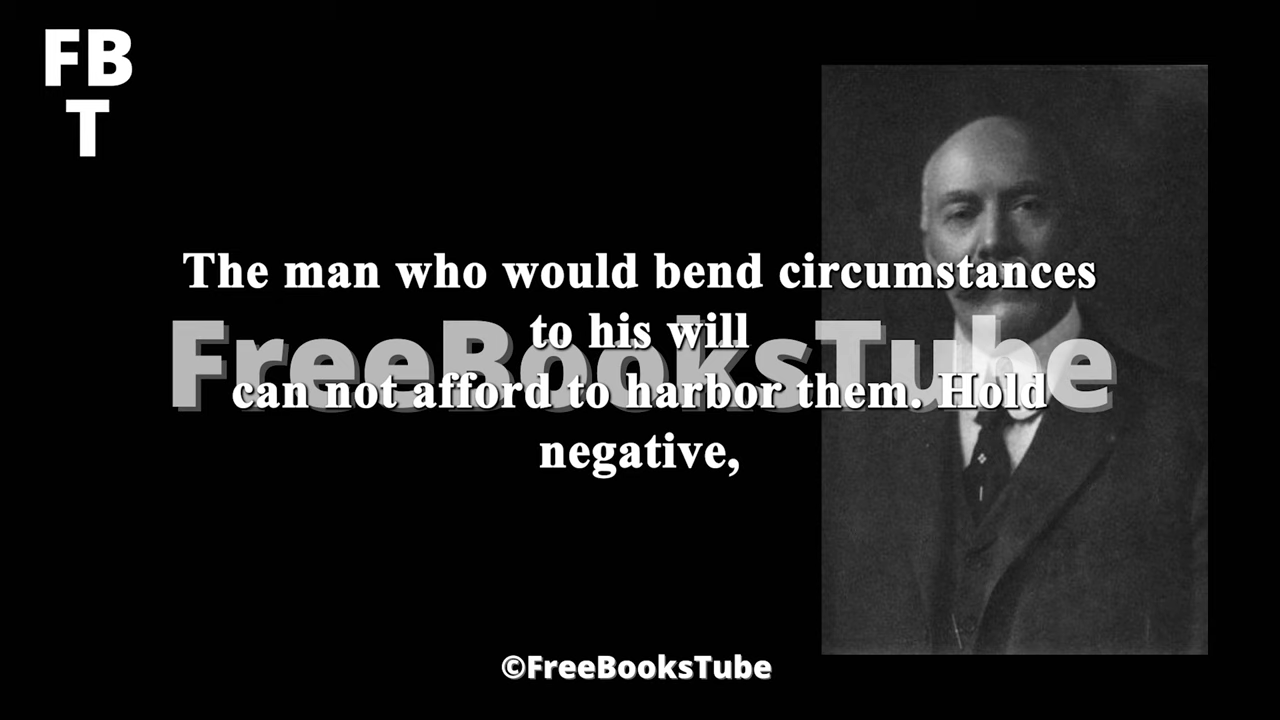 FB
T
The man who would bend circumstances
to his will
FreeBooksTube
can not afford to harbor them. Hold
negative,
©FreeBooksTube